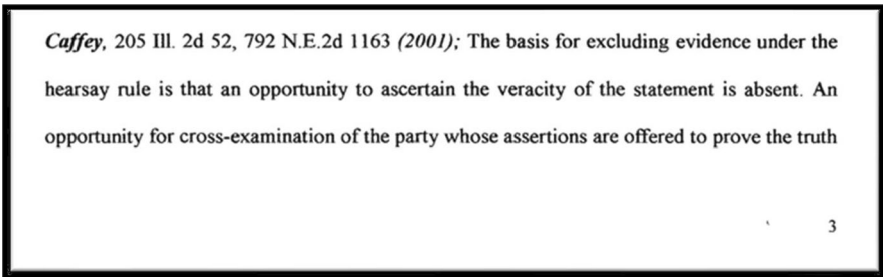 Caffey, 205 Ill. 2d 52, 792 N.E.2d 1163 (2001); The basis for excluding evidence under the
hearsay rule is that an opportunity to ascertain the veracity of the statement is absent. An
opportunity for cross-examination of the party whose assertions are offered to prove the truth
3